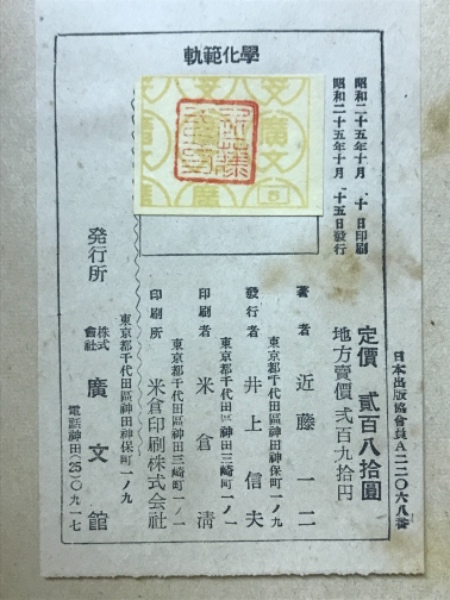 軌範化學
昭和二十五年十月 、十 日印刷
昭和二十五年十月、十五日發行
定價 貳百八拾圓
地方賣價 貳百九拾円
日本出版協會員A一二〇六八番
著者 近藤 一二
東京都千代田區神田神保町一ノ九
發行者 井上信夫
東京都千代田區神田三崎町一ノ一
印刷者 米倉 清
東京都千代田區神田三崎町一ノ一
印刷所 米倉印刷株式会社
東京都千代田區神田神保町一ノ九
発行所 株式會社 廣文館
電話神田(25)〇九一七